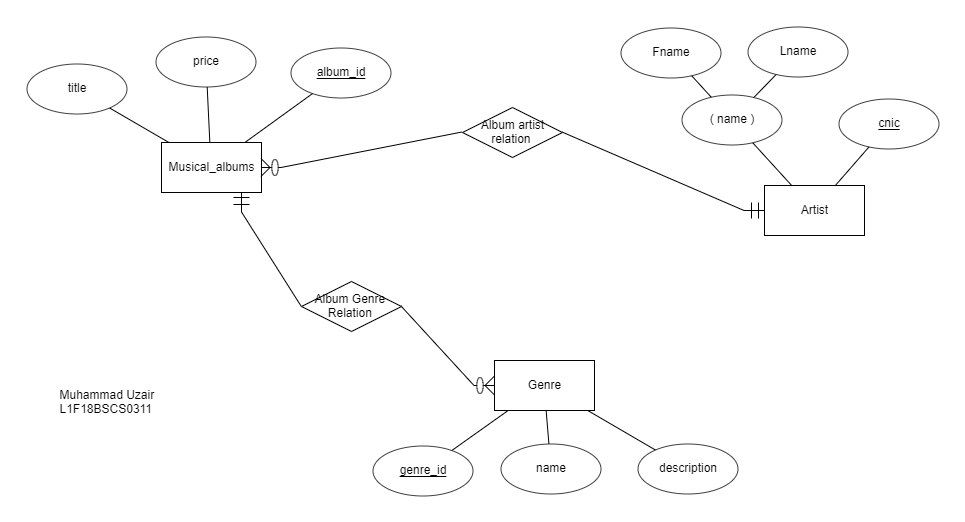 title
price
album_id
Fname
Lname
( name )
cnic
Album artist
relation
Musical_albums
Artist
Album Genre
Relation
Genre
Muhammad Uzair
L1F18BSCS0311
genre_id
name
description